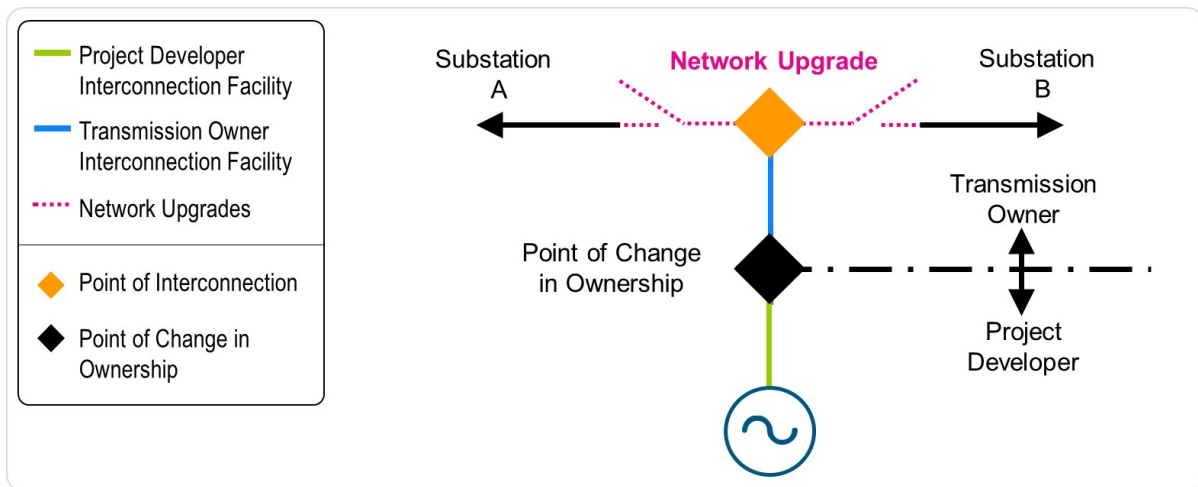 Project Developer
Interconnection Facility
Transmission Owner
Interconnection Facility
Network Upgrades
Point of Interconnection
Point of Change in
Ownership
Substation
A
Network Upgrade
Substation
B
Transmission
Owner
Point of Change
in Ownership
Project
Developer